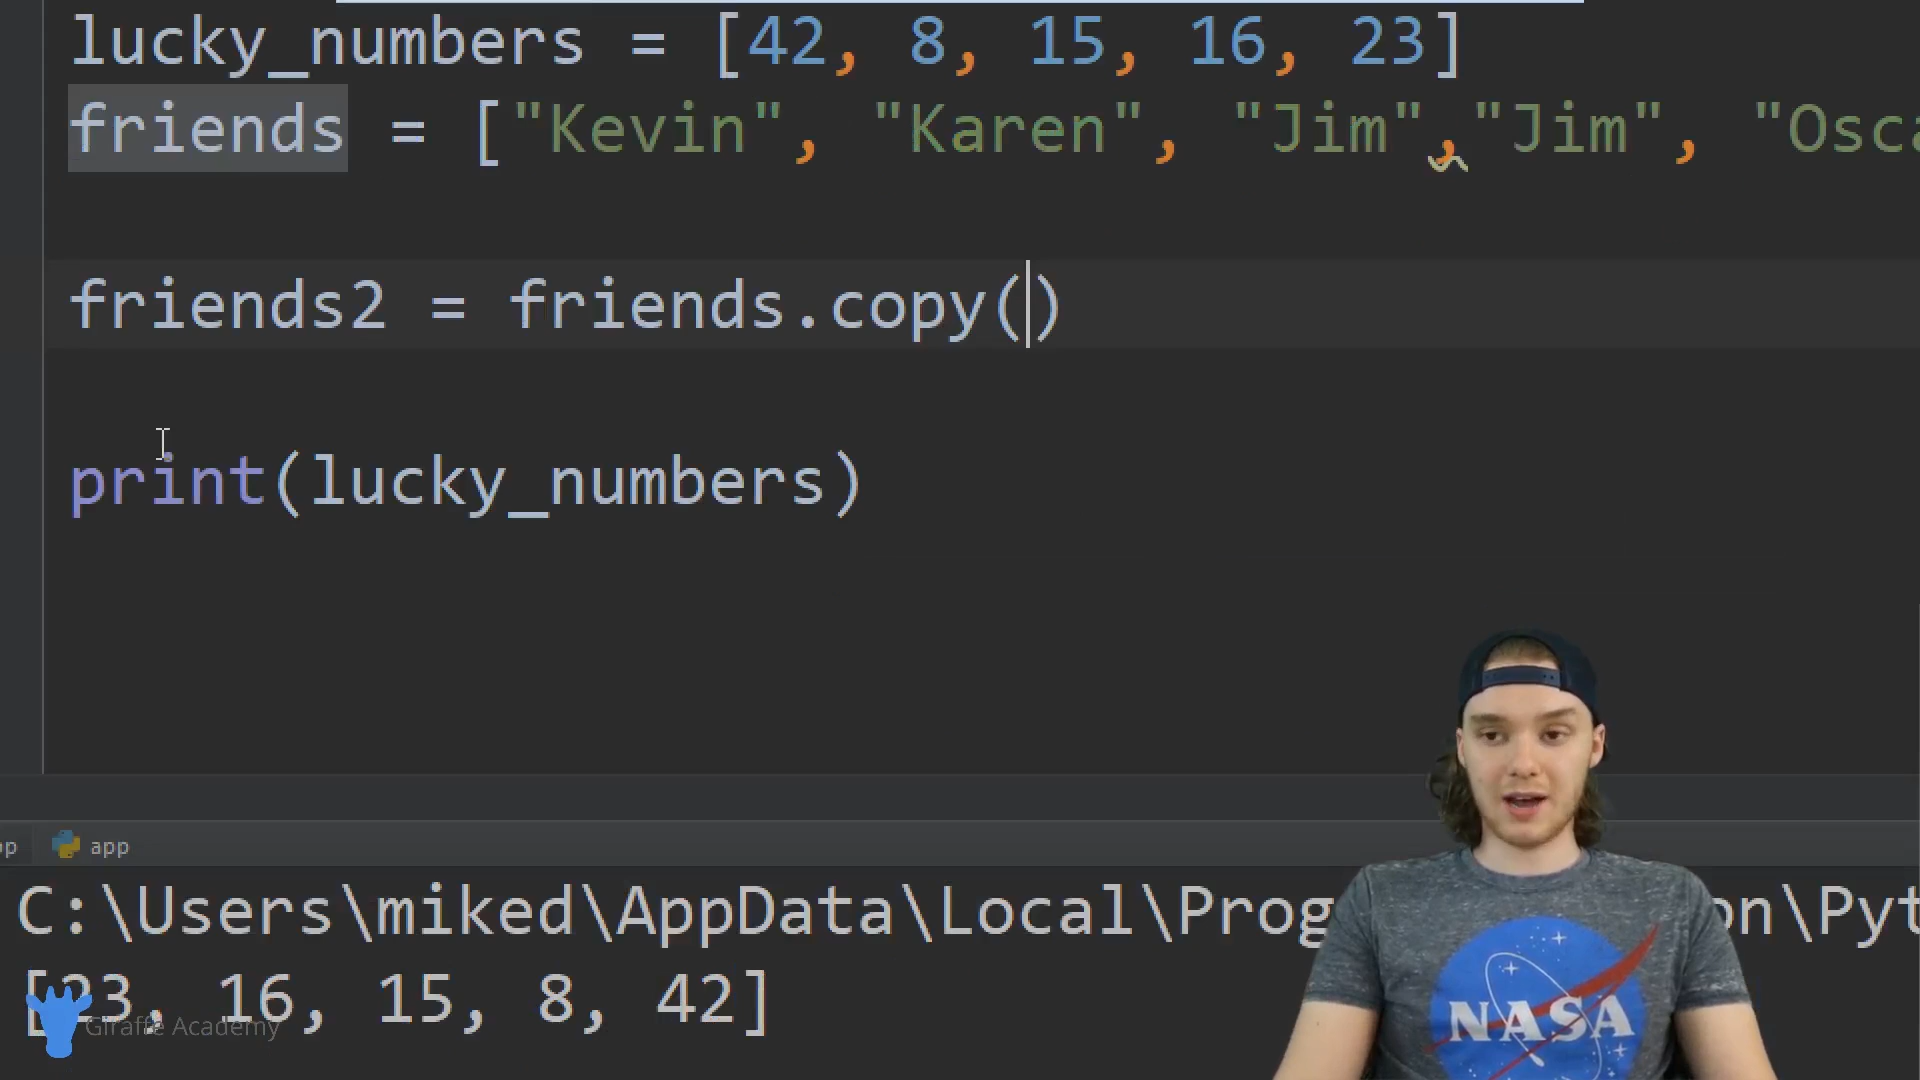 lucky_numbers = [42, 8, 15, 16, 23]
friends = ["Kevin", "Karen", "Jim","Jim", "Osca
friends2 = friends.copy()
print(lucky_numbers)
app
C:\Users\miked\AppData\Local\Prog on\Pyt
[23, 16, 15, 8, 42]
Giraffe Academy
NASA